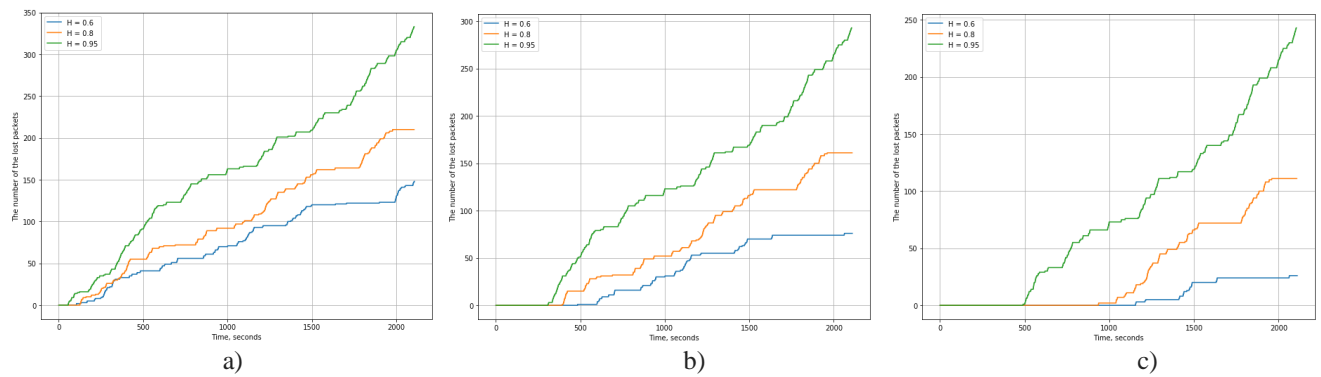 350
300
250
200
150
100
50
0
The number of the lost packets
H = 0.6
H = 0.8
H = 0.95
0 500 1000 1500 2000
Time, seconds
a)
300
250
200
150
100
50
0
The number of the lost packets
H = 0.6
H = 0.8
H = 0.95
0 500 1000 1500 2000
Time, seconds
b)
250
200
150
100
50
0
The number of the lost packets
H = 0.6
H = 0.8
H = 0.95
0 500 1000 1500 2000
Time, seconds
c)